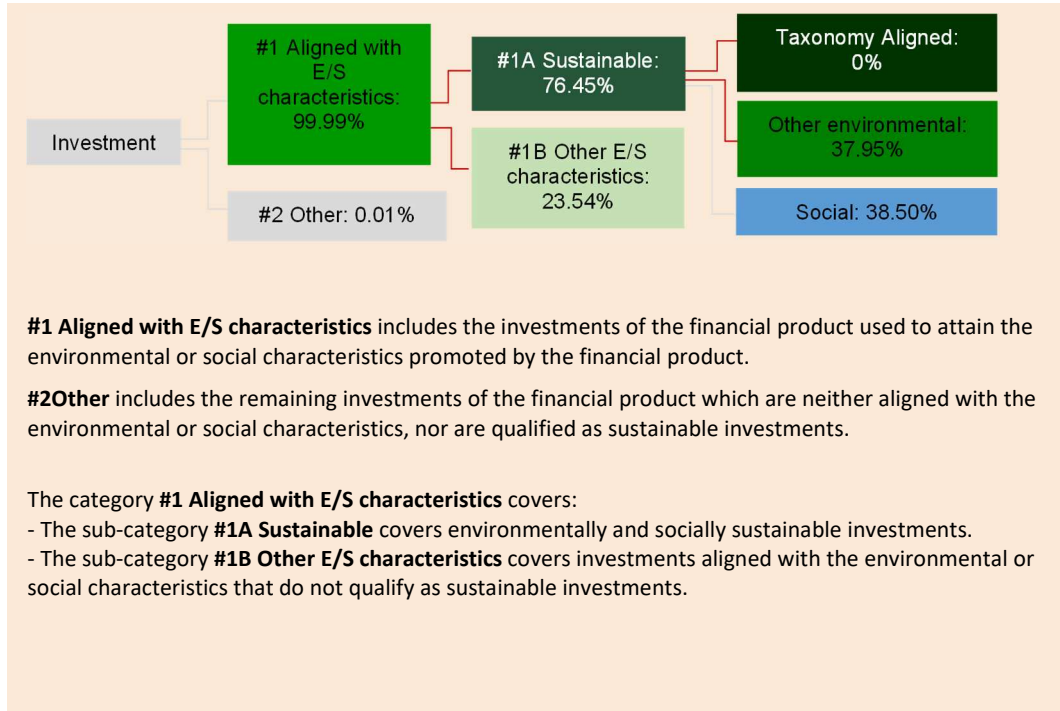 Investment
#1 Aligned with
E/S
characteristics:
99.99%
#2 Other: 0.01%
#1A Sustainable:
76.45%
#1B Other E/S
characteristics:
23.54%
Taxonomy Aligned:
0%
Other environmental:
37.95%
Social: 38.50%
#1 Aligned with E/S characteristics includes the investments of the financial product used to attain the
environmental or social characteristics promoted by the financial product.
#2Other includes the remaining investments of the financial product which are neither aligned with the
environmental or social characteristics, nor are qualified as sustainable investments.
The category #1 Aligned with E/S characteristics covers:
- The sub-category #1A Sustainable covers environmentally and socially sustainable investments.
- The sub-category #1B Other E/S characteristics covers investments aligned with the environmental or
social characteristics that do not qualify as sustainable investments.